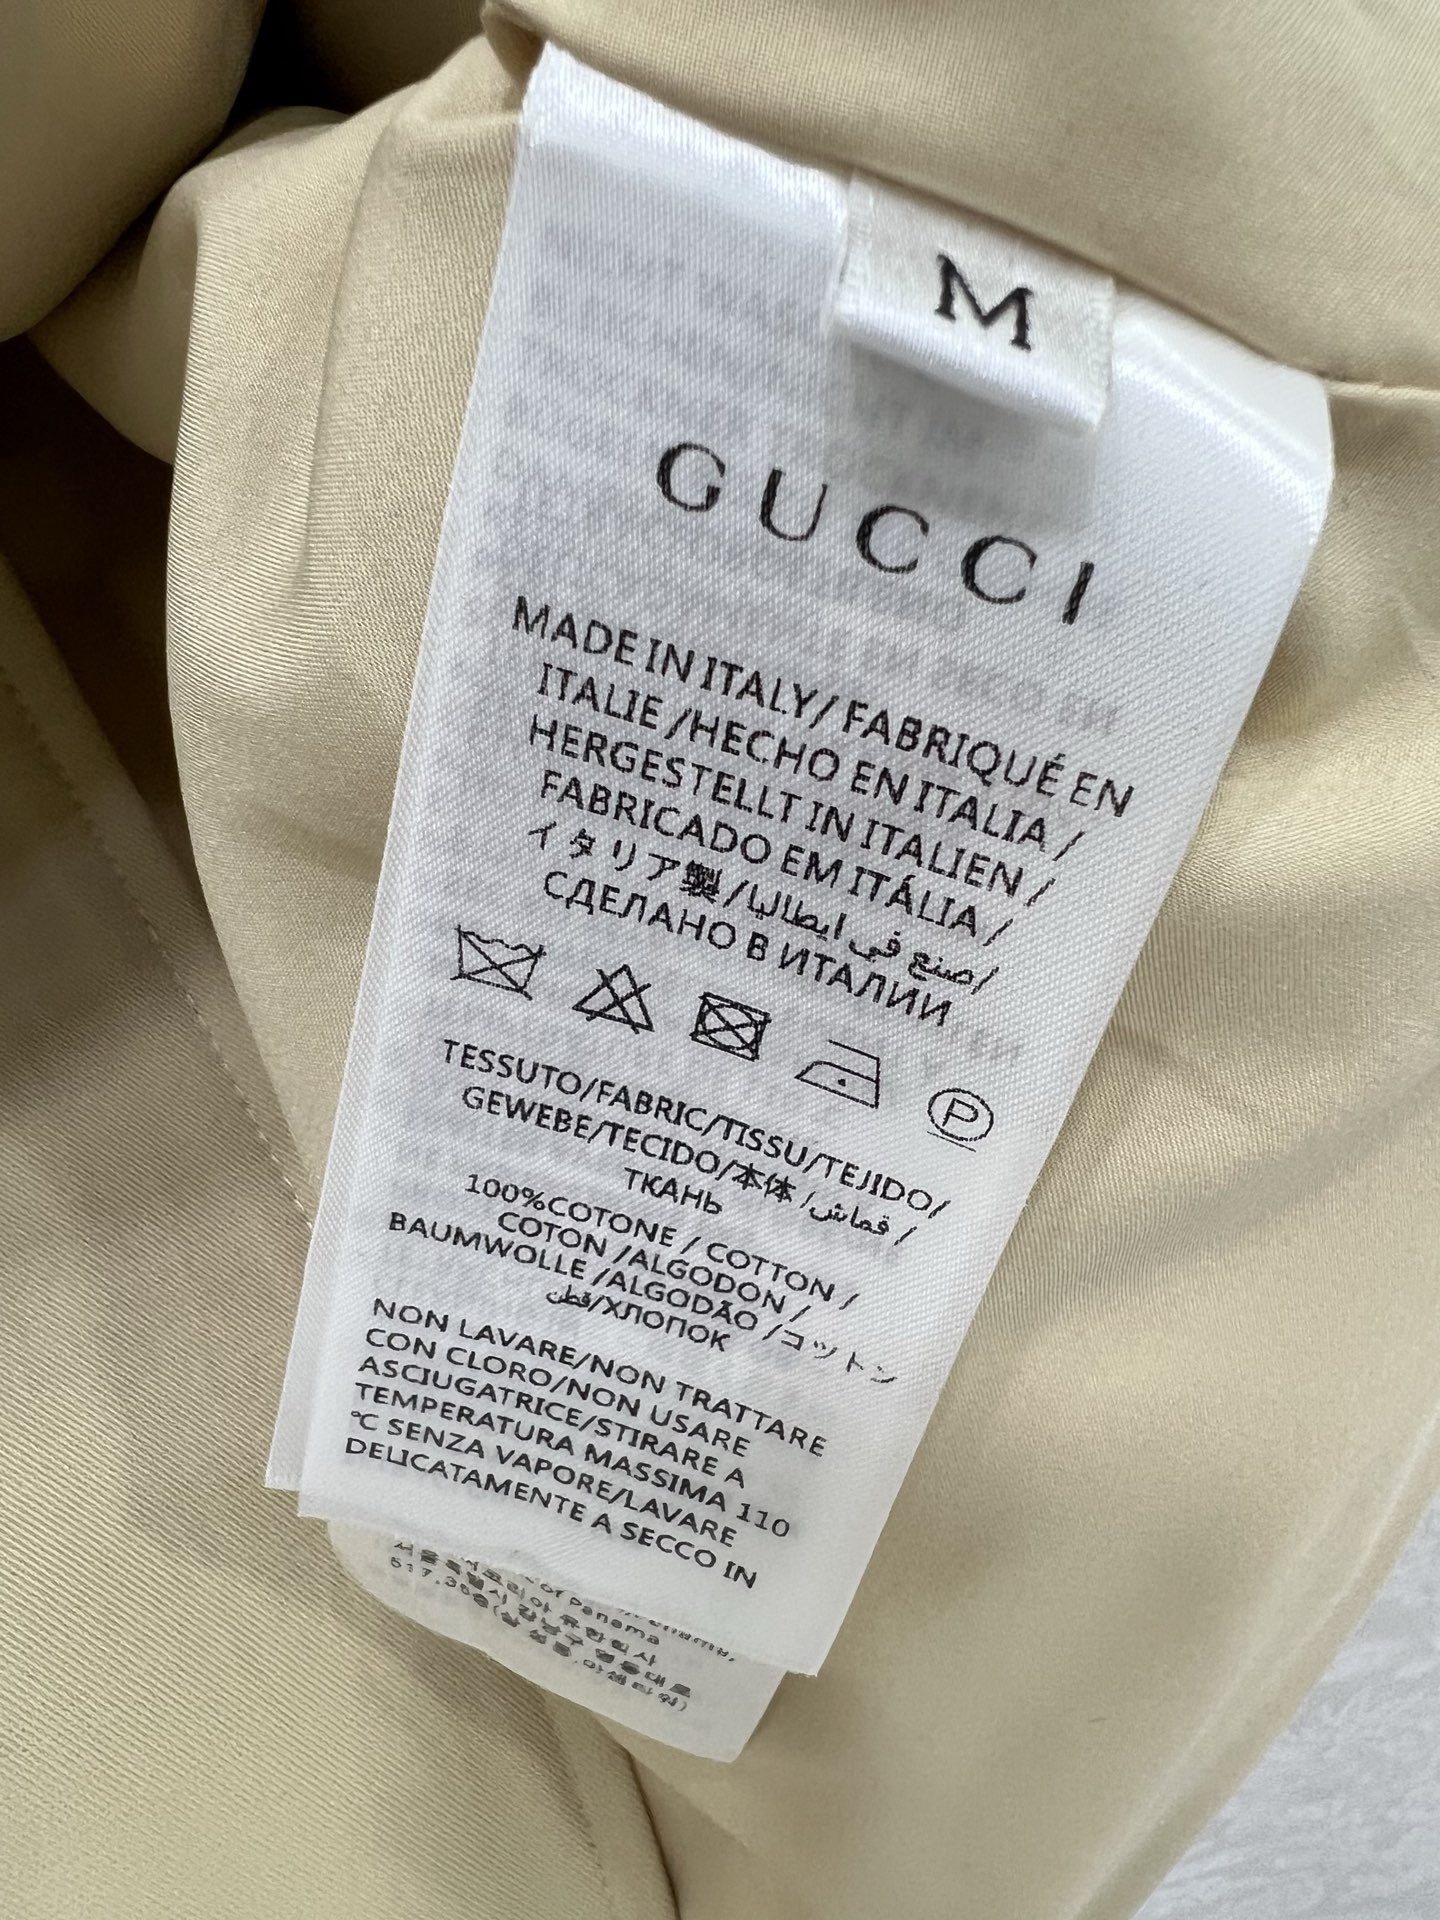 M
GUCCI
MADE IN ITALY/ FABRIQUÉ EN
ITALIE /HECHO EN ITALIA /
HERGESTELLT IN ITALIEN /
FABRICADO EM ITÁLIA /
イタリア製 /صنع في ايطاليا/
СДЕЛАНО В ИТАЛИИ
P
TESSUTO/FABRIC/TISSU/TEJIDO/
GEWEBE/TECIDO/本体 /قماش /
ТКАНЬ
100%COTONE / COTTON /
COTON /ALGODON /
BAUMWOLLE /ALGODÃO /コットン
قطن/ХЛОПОК
NON LAVARE/NON TRATTARE
CON CLORO/NON USARE
ASCIUGATRICE/STIRARE A
TEMPERATURA MASSIMA 110
°C SENZA VAPORE/LAVARE
DELICATAMENTE A SECCO IN
of Panama